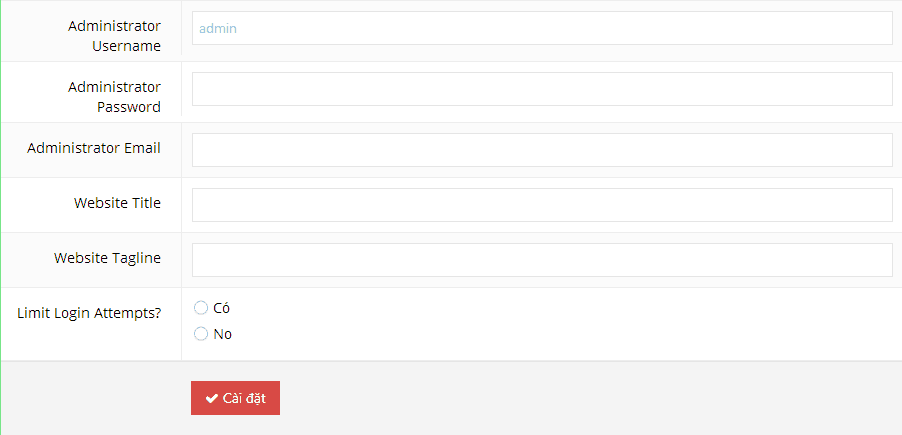 Administrator
Username
admin
Administrator
Password
Administrator Email
Website Title
Website Tagline
Limit Login Attempts?
Có
No
Cài đặt